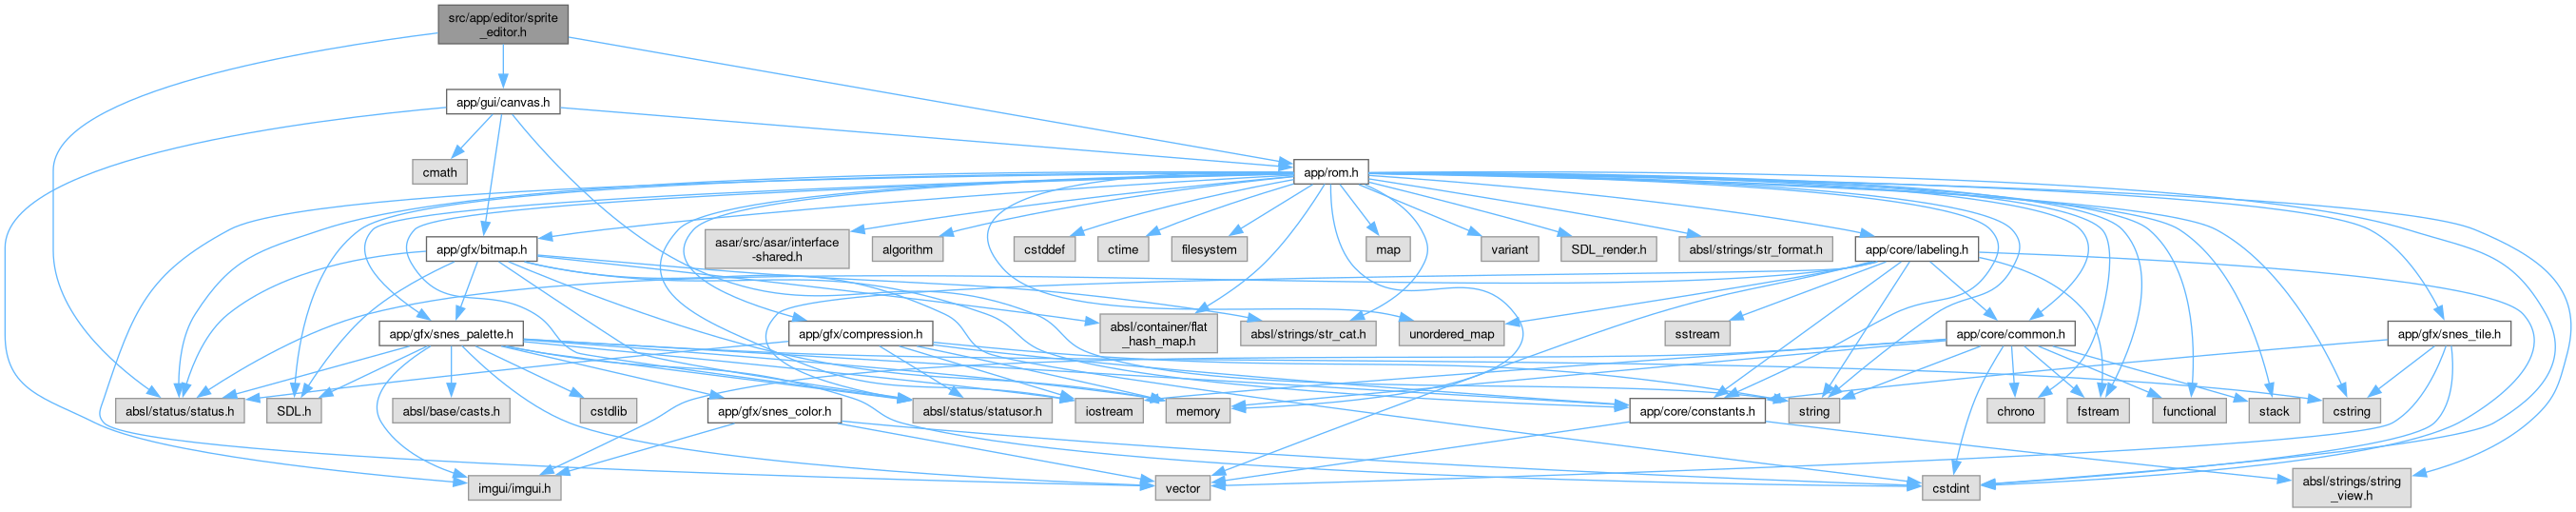 src/app/editor/sprite
_editor.h
app/gui/canvas.h
cmath
app/rom.h
app/gfx/bitmap.h
asar/src/asar/interface
-shared.h
algorithm
cstddef
ctime
filesystem
map
variant
SDL_render.h
absl/strings/str_format.h
app/core/labeling.h
app/gfx/snes_palette.h
app/gfx/compression.h
absl/container/flat
_hash_map.h
absl/strings/str_cat.h
unordered_map
sstream
app/core/common.h
app/gfx/snes_tile.h
absl/status/status.h
SDL.h
absl/base/casts.h
cstdlib
app/gfx/snes_color.h
absl/status/statusor.h
iostream
memory
app/core/constants.h
string
chrono
fstream
functional
stack
cstring
imgui/imgui.h
vector
cstdint
absl/strings/string
_view.h